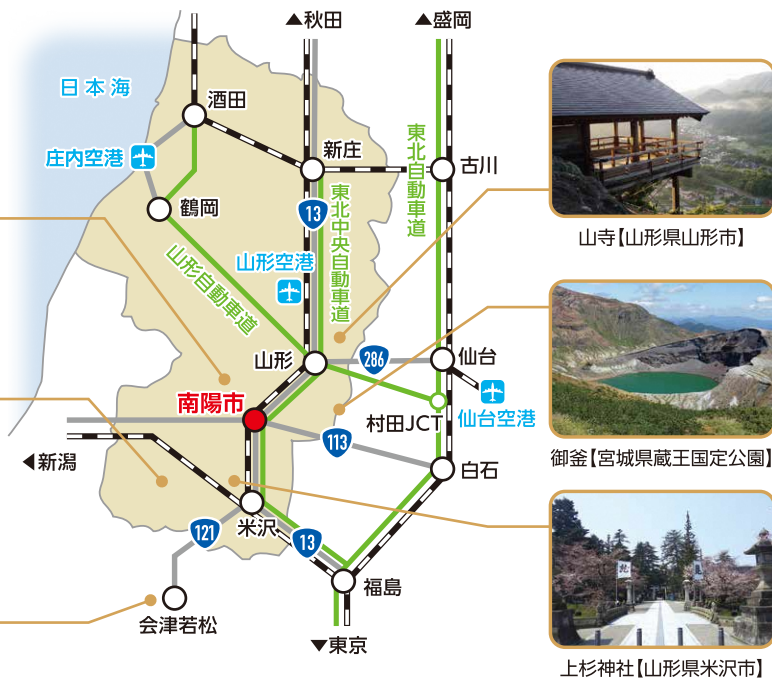 ▲秋田
▲盛岡
日本海
酒田
庄内空港
新庄
古川
鶴岡
13
東北自動車道
東北中央自動車道
山形自動車道
山形空港
山寺【山形県山形市】
山形
286
仙台
南陽市
村田JCT
仙台空港
113
◀新潟
白石
御釜【宮城県蔵王国定公園】
米沢
121
13
福島
会津若松
▼東京
上杉神社【山形県米沢市】